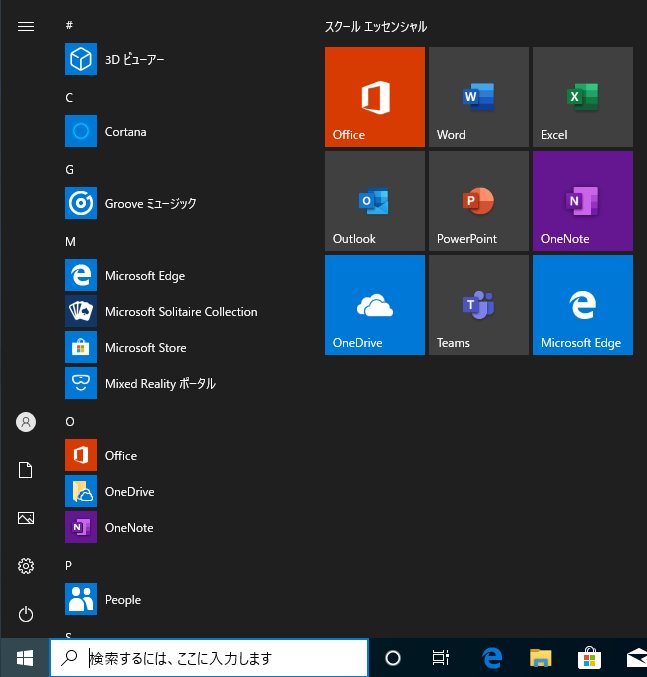 #
3D ビューアー
C
Cortana
G
Groove ミュージック
M
Microsoft Edge
Microsoft Solitaire Collection
Microsoft Store
Mixed Reality ポータル
O
Office
OneDrive
OneNote
P
People
S
スクール エッセンシャル
Office
Word
Excel
Outlook
PowerPoint
OneNote
OneDrive
Teams
Microsoft Edge
検索するには、ここに入力します